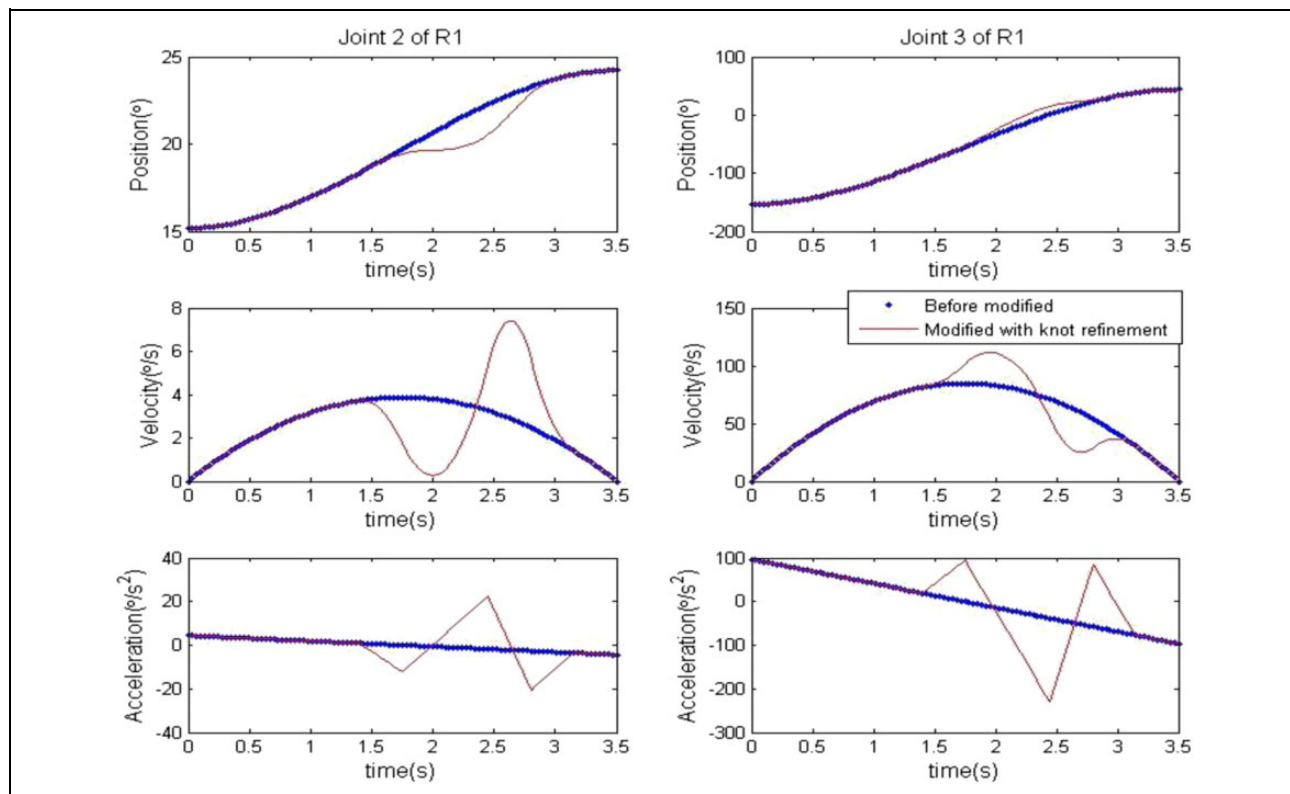 Joint 2 of R1
25
20
15
Position(º)
0 0.5 1 1.5 2 2.5 3 3.5
time(s)
Joint 3 of R1
100
0
-100
-200
Position(º)
0 0.5 1 1.5 2 2.5 3 3.5
time(s)
8
6
4
2
0
Velocity(º/s)
0 0.5 1 1.5 2 2.5 3 3.5
time(s)
150
100
50
0
Velocity(º/s)
Before modified
Modified with knot refinement
0 0.5 1 1.5 2 2.5 3 3.5
time(s)
40
20
0
-20
-40
Acceleration(º/s²)
0 0.5 1 1.5 2 2.5 3 3.5
time(s)
100
0
-100
-200
-300
Acceleration(º/s²)
0 0.5 1 1.5 2 2.5 3 3.5
time(s)